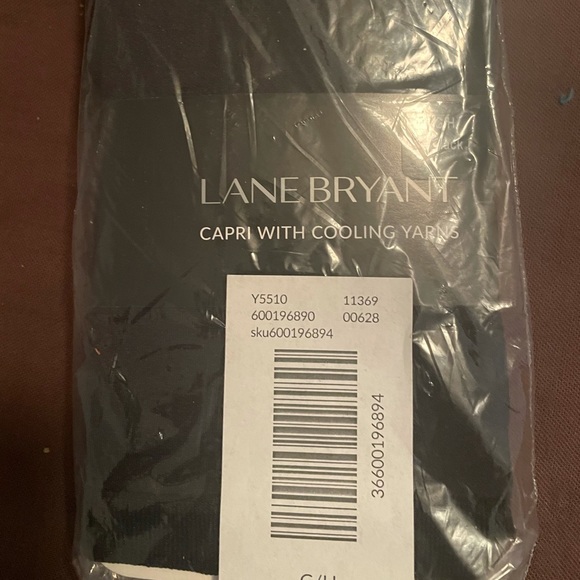 LANE BRYANT
CAPRI WITH COOLING YARNS
Y5510 11369
600196890 00628
sku600196894
36600196894